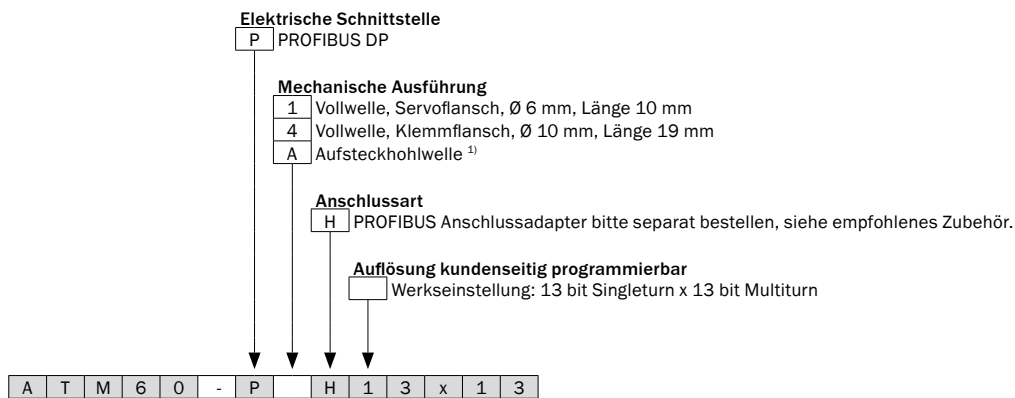 Elektrische Schnittstelle
P PROFIBUS DP
Mechanische Ausführung
1 Vollwelle, Servoflansch, Ø 6 mm, Länge 10 mm
4 Vollwelle, Klemmflansch, Ø 10 mm, Länge 19 mm
A Aufsteckhohlwelle 1)
Anschlussart
H PROFIBUS Anschlussadapter bitte separat bestellen, siehe empfohlenes Zubehör.
Auflösung kundenseitig programmierbar
Werkseinstellung: 13 bit Singleturn x 13 bit Multiturn
A T M 6 0 - P H 1 3 x 1 3